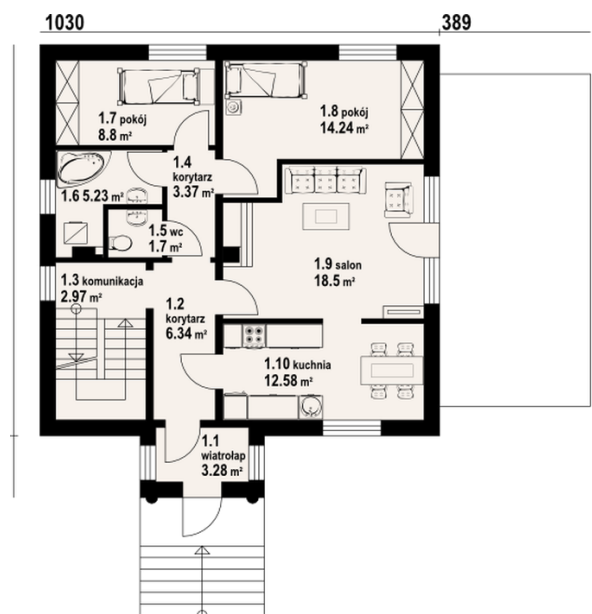 1030 389
1.7 pokój
8.8 m²
1.8 pokój
14.24 m²
1.4
korytarz
3.37 m²
1.6 5.23 m²
1.5 wc
1.7 m²
1.3 komunikacja
2.97 m²
1.9 salon
18.5 m²
1.2
korytarz
6.34 m²
1.10 kuchnia
12.58 m²
1.1
wiatrołap
3.28 m²